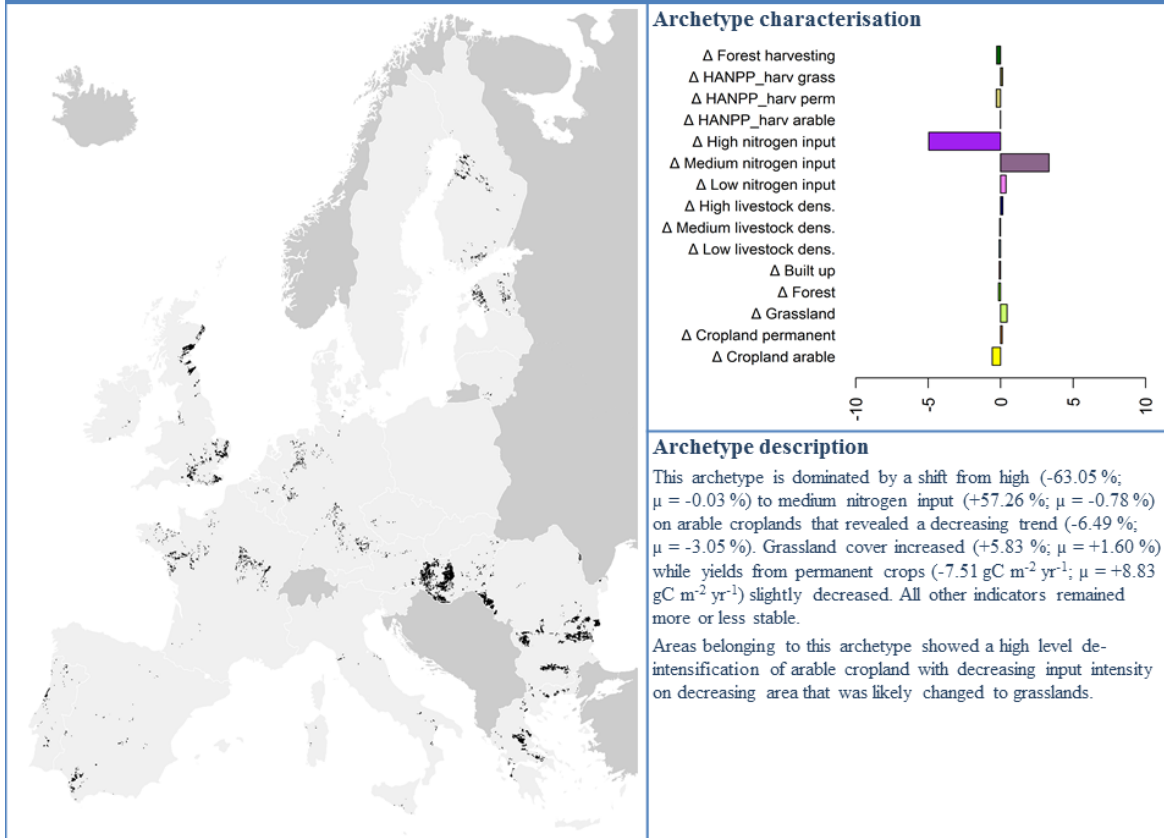 Archetype characterisation
Δ Forest harvesting
Δ HANPP_harv grass
Δ HANPP_harv perm
Δ HANPP_harv arable
Δ High nitrogen input
Δ Medium nitrogen input
Δ Low nitrogen input
Δ High livestock dens.
Δ Medium livestock dens.
Δ Low livestock dens.
Δ Built up
Δ Forest
Δ Grassland
Δ Cropland permanent
Δ Cropland arable
-10 -5 0 5 10
Archetype description
This archetype is dominated by a shift from high (-63.05 %;
μ = -0.03 %) to medium nitrogen input (+57.26 %; μ = -0.78 %)
on arable croplands that revealed a decreasing trend (-6.49 %;
μ = -3.05 %). Grassland cover increased (+5.83 %; μ = +1.60 %)
while yields from permanent crops (-7.51 gC m⁻² yr⁻¹; μ = +8.83
gC m⁻² yr⁻¹) slightly decreased. All other indicators remained
more or less stable.
Areas belonging to this archetype showed a high level de-
intensification of arable cropland with decreasing input intensity
on decreasing area that was likely changed to grasslands.